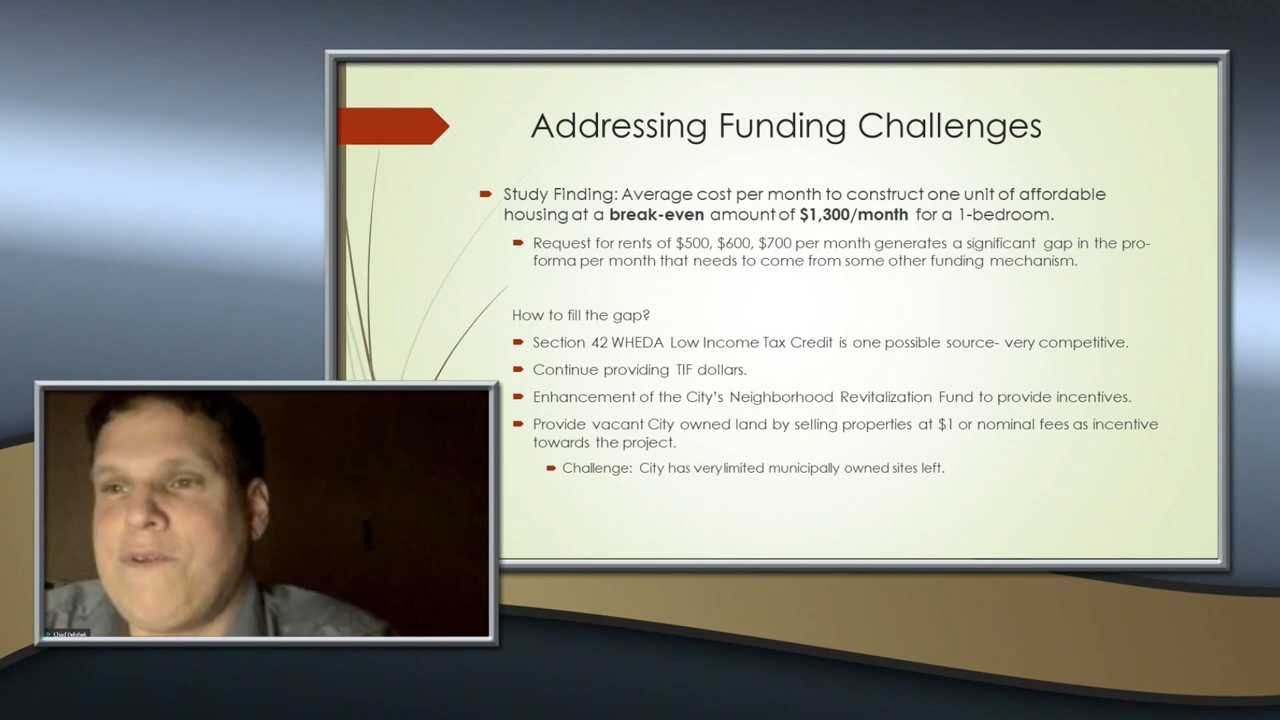 Addressing Funding Challenges
Study Finding: Average cost per month to construct one unit of affordable
housing at a break-even amount of $1,300/month for a 1-bedroom.
Request for rents of $500, $600, $700 per month generates a significant gap in the pro-
forma per month that needs to come from some other funding mechanism.
How to fill the gap?
Section 42 WHEDA Low Income Tax Credit is one possible source- very competitive.
Continue providing TIF dollars.
Enhancement of the City's Neighborhood Revitalization Fund to provide incentives.
Provide vacant City owned land by selling properties at $1 or nominal fees as incentive
towards the project.
Challenge: City has very limited municipally owned sites left.
Chad Pelishek